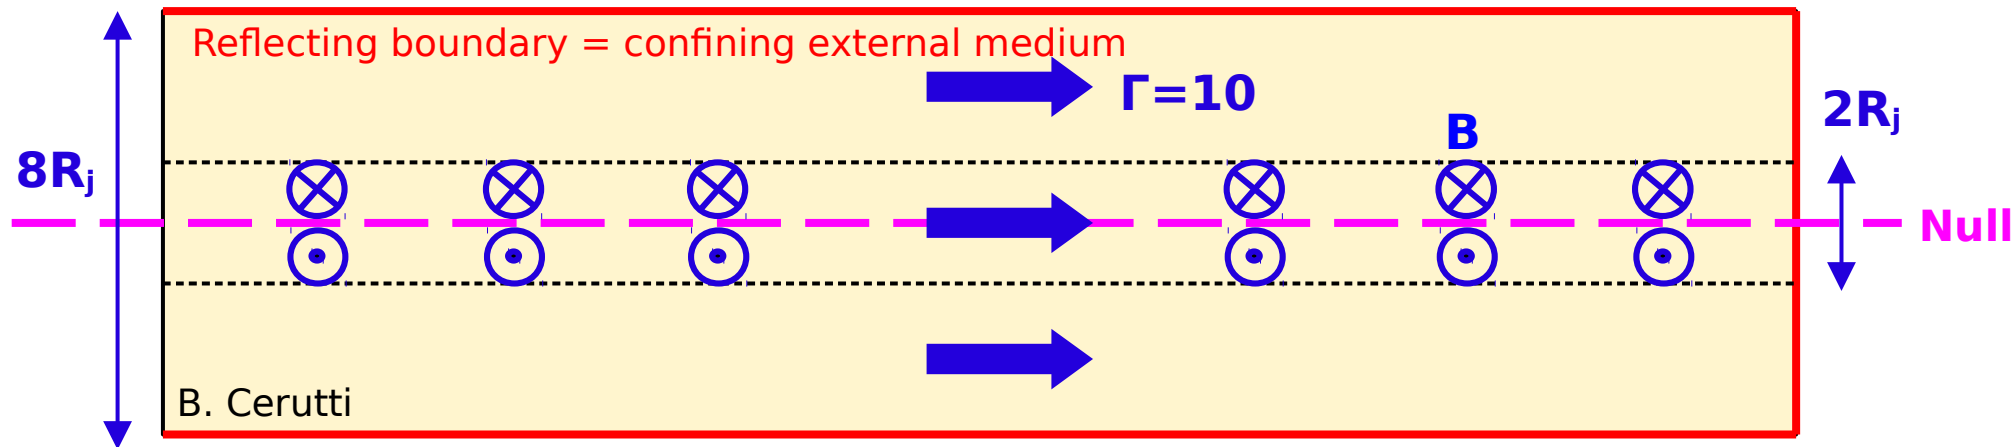 Reflecting boundary = confining external medium
Γ=10
2Rj
B
8Rj
Null
B. Cerutti